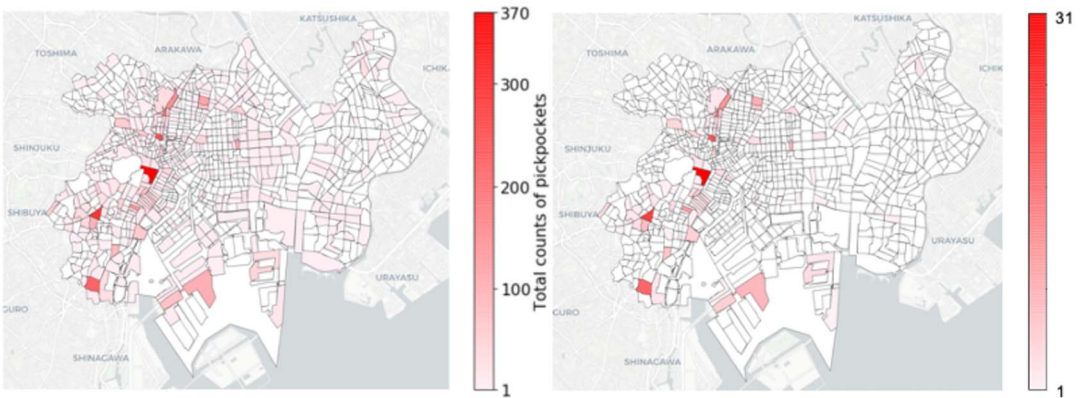 KATSUSHIKA
TOSHIMA
ARAKAWA
ICHIK
SHINJUKU
SHIBUYA
URAYASU
GURO
SHINAGAWA
370
300
200
100
1
Total counts of pickpockets
KATSUSHIKA
TOSHIMA
ARAKAWA
ICHIK
SHINJUKU
SHIBUYA
URAYASU
GURO
SHINAGAWA
31
1